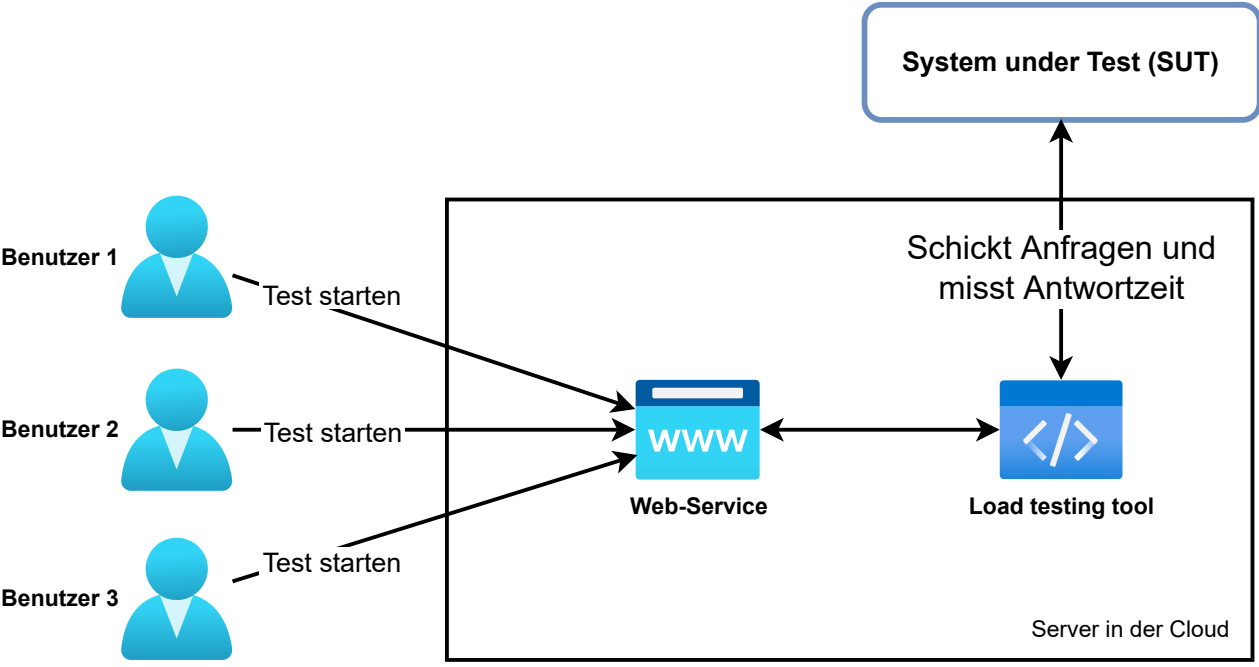 System under Test (SUT)
Schickt Anfragen und
misst Antwortzeit
Benutzer 1
Test starten
Benutzer 2
Test starten
www
Web-Service
Load testing tool
Benutzer 3
Test starten
Server in der Cloud